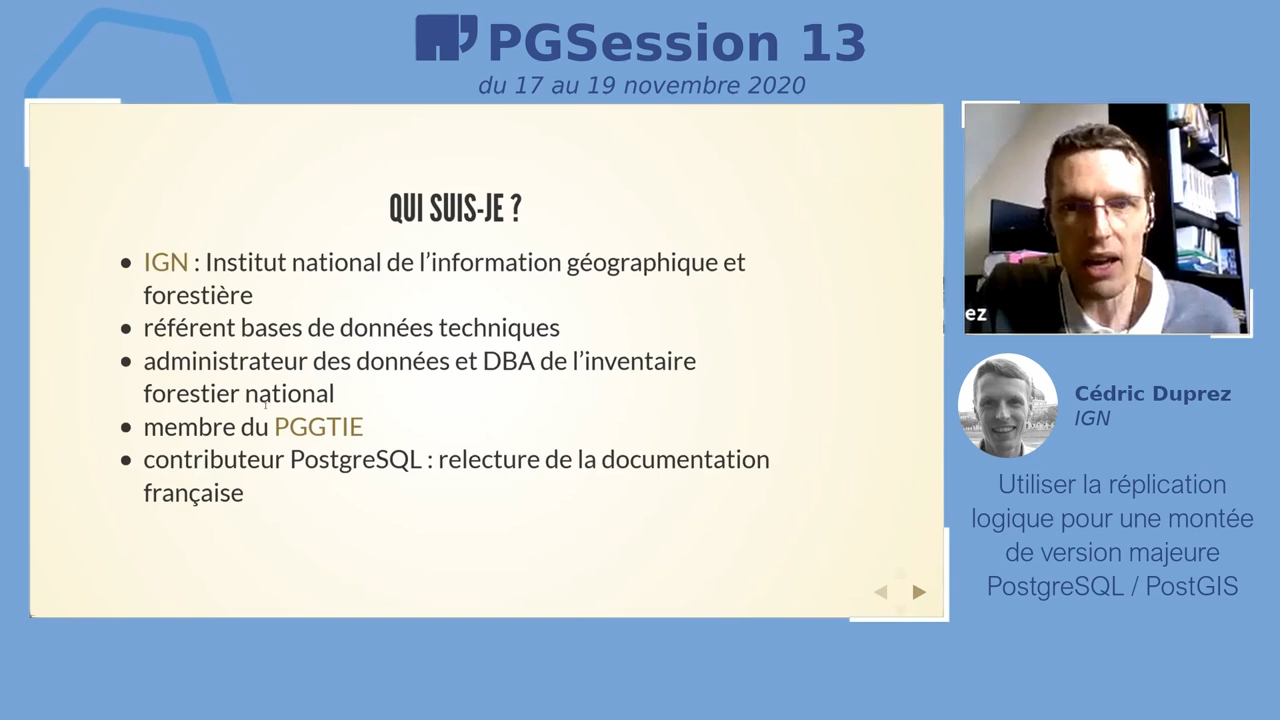 PGSession 13
du 17 au 19 novembre 2020
QUI SUIS-JE ?
• IGN : Institut national de l’information géographique et
forestière
• référent bases de données techniques
• administrateur des données et DBA de l’inventaire
forestier national
• membre du PGGTIE
• contributeur PostgreSQL : relecture de la documentation
française
ez
Cédric Duprez
IGN
Utiliser la réplication
logique pour une montée
de version majeure
PostgreSQL / PostGIS